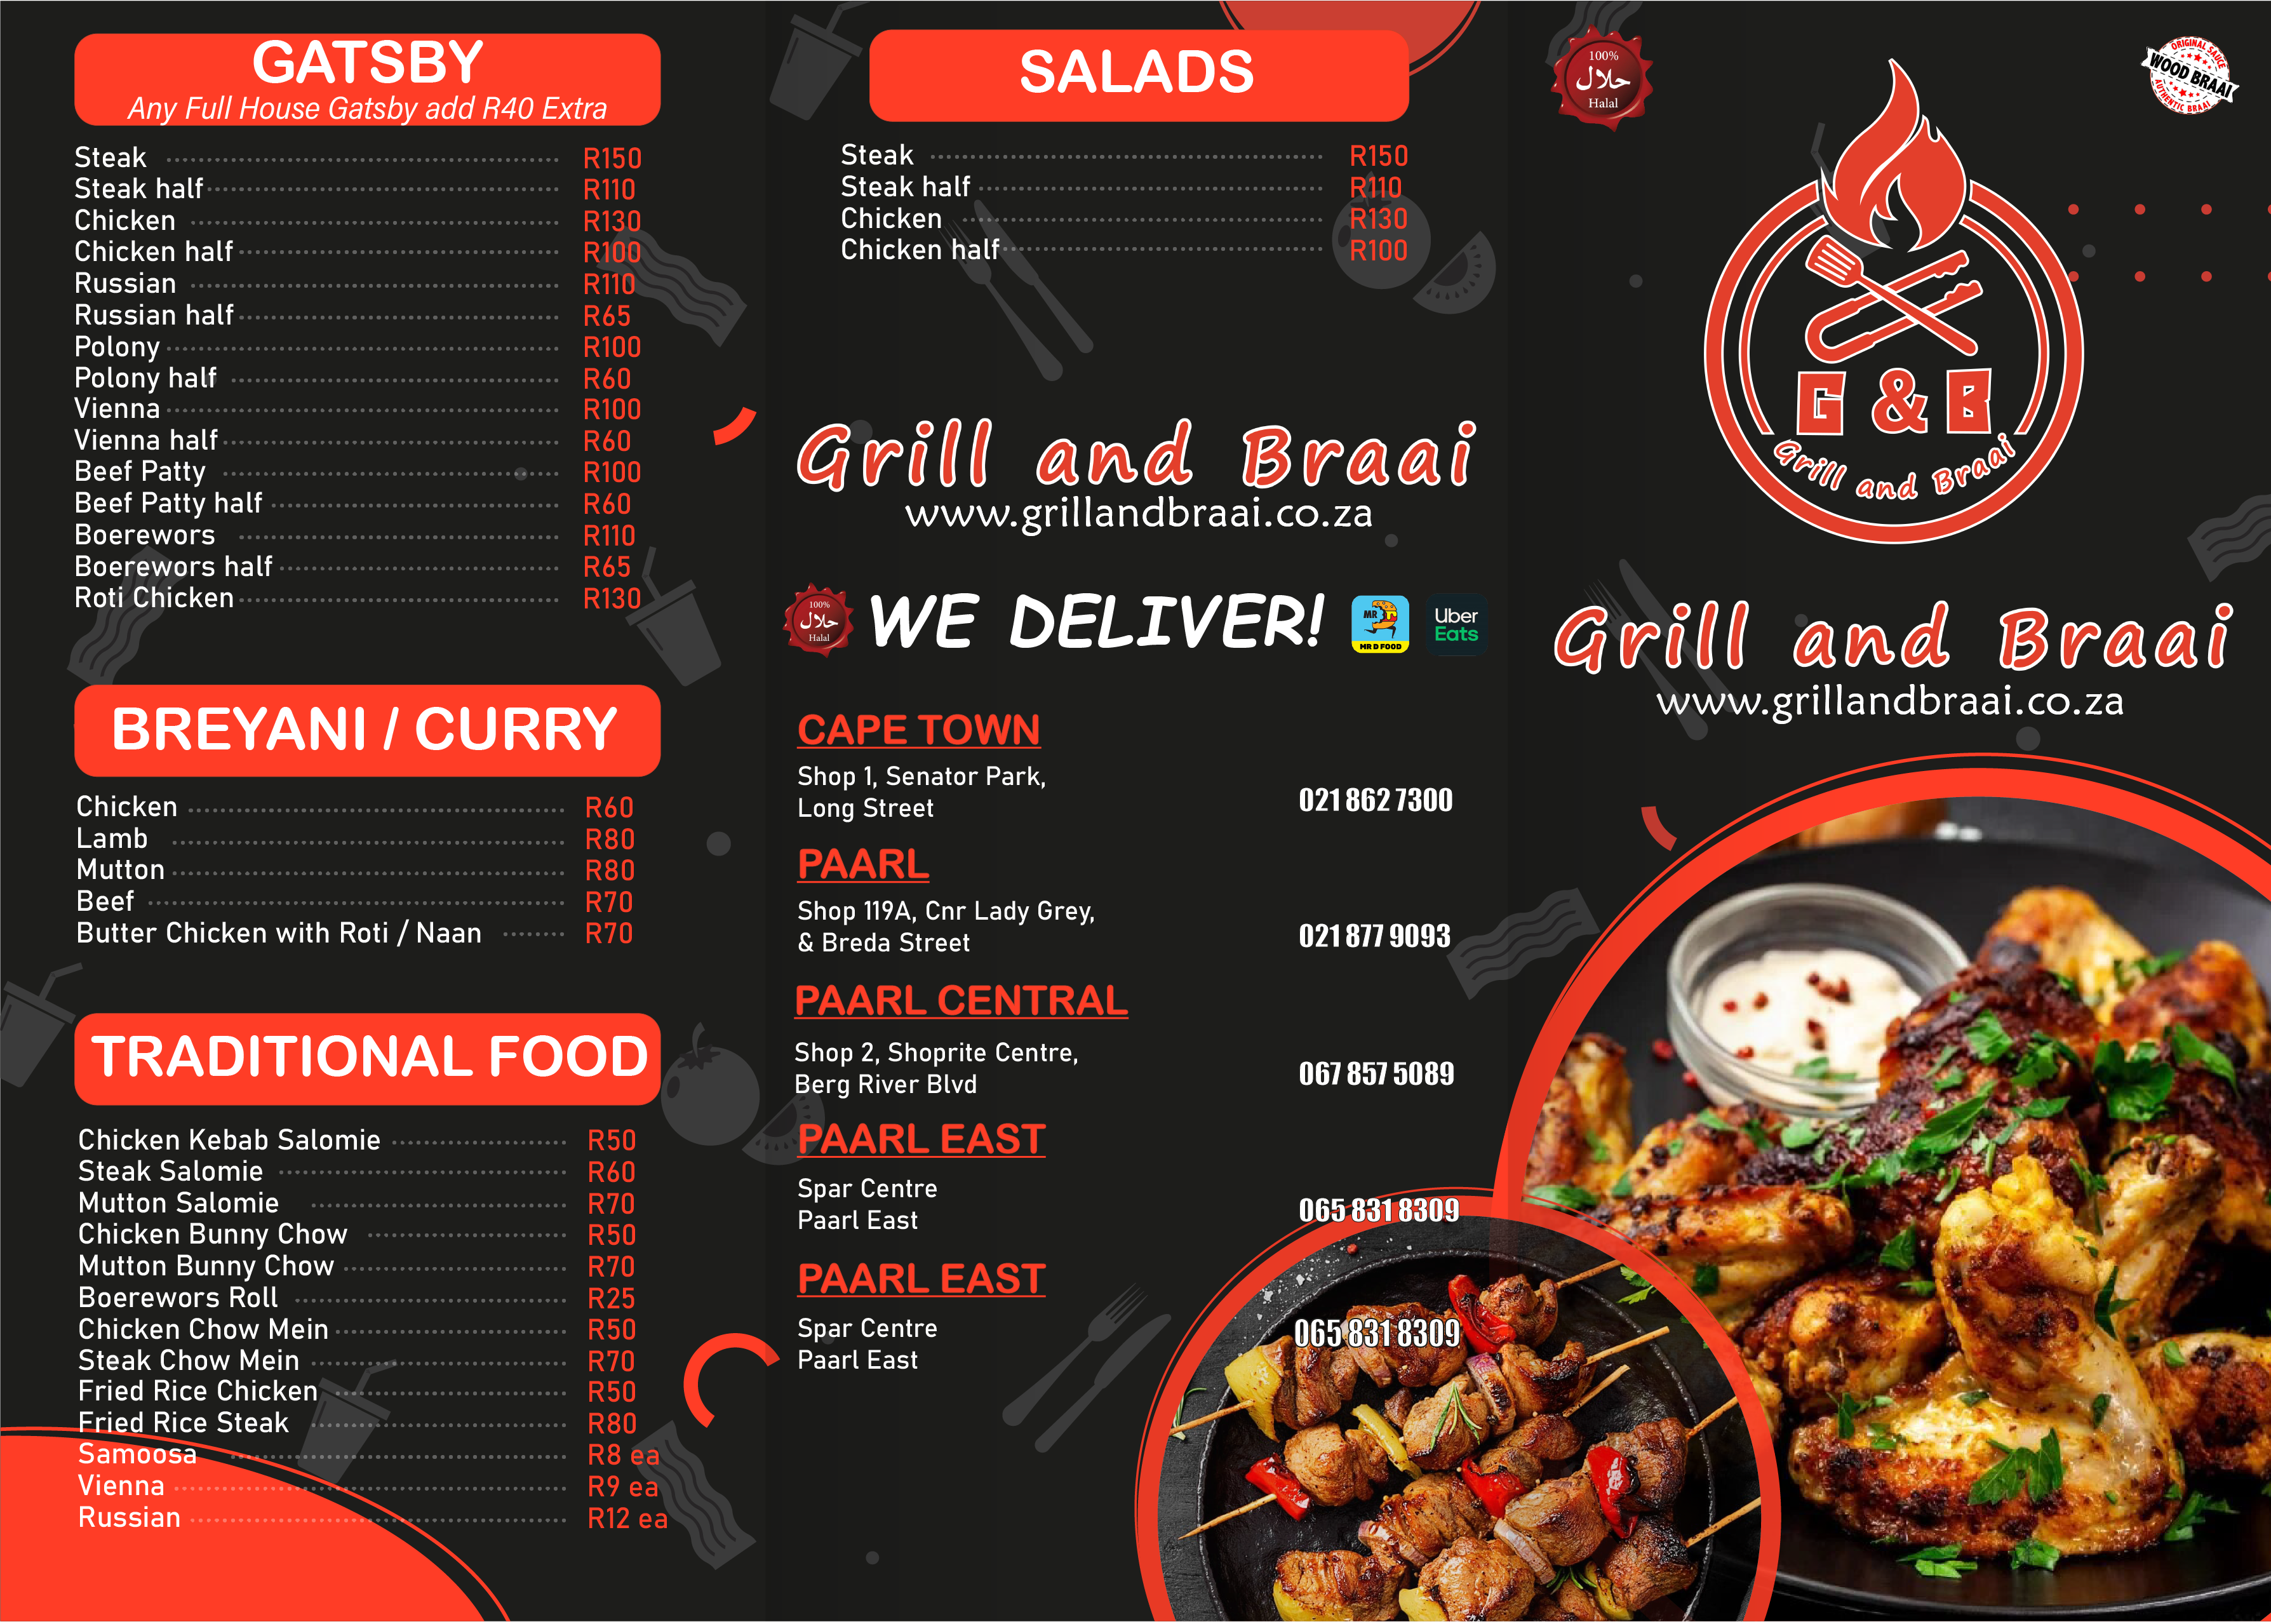 GATSBY
Any Full House Gatsby add R40 Extra
Steak R150
Steak half R110
Chicken R130
Chicken half R100
Russian R110
Russian half R65
Polony R100
Polony half R60
Vienna R100
Vienna half R60
Beef Patty R100
Beef Patty half R60
Boerewors R110
Boerewors half R65
Roti Chicken R130
BREYANI / CURRY
Chicken R60
Lamb R80
Mutton R80
Beef R70
Butter Chicken with Roti / Naan R70
TRADITIONAL FOOD
Chicken Kebab Salomie R50
Steak Salomie R60
Mutton Salomie R70
Chicken Bunny Chow R50
Mutton Bunny Chow R70
Boerewors Roll R25
Chicken Chow Mein R50
Steak Chow Mein R70
Fried Rice Chicken R50
Fried Rice Steak R80
Samoosa R8 ea
Vienna R9 ea
Russian R12 ea
SALADS
Steak R150
Steak half R110
Chicken R130
Chicken half R100
Grill and Braai
www.grillandbraai.co.za
100%
حلال
Halal
WE DELIVER!
MR D
MR D FOOD
Uber
Eats
CAPE TOWN
Shop 1, Senator Park,
Long Street
021 862 7300
PAARL
Shop 119A, Cnr Lady Grey,
& Breda Street
021 877 9093
PAARL CENTRAL
Shop 2, Shoprite Centre,
Berg River Blvd
067 857 5089
PAARL EAST
Spar Centre
Paarl East
065 831 8309
PAARL EAST
Spar Centre
Paarl East
065 831 8309
100%
حلال
Halal
ORIGINAL SAUCE
WOOD BRAAI
AUTHENTIC BRAAI
G & B
Grill and Braai
Grill and Braai
www.grillandbraai.co.za